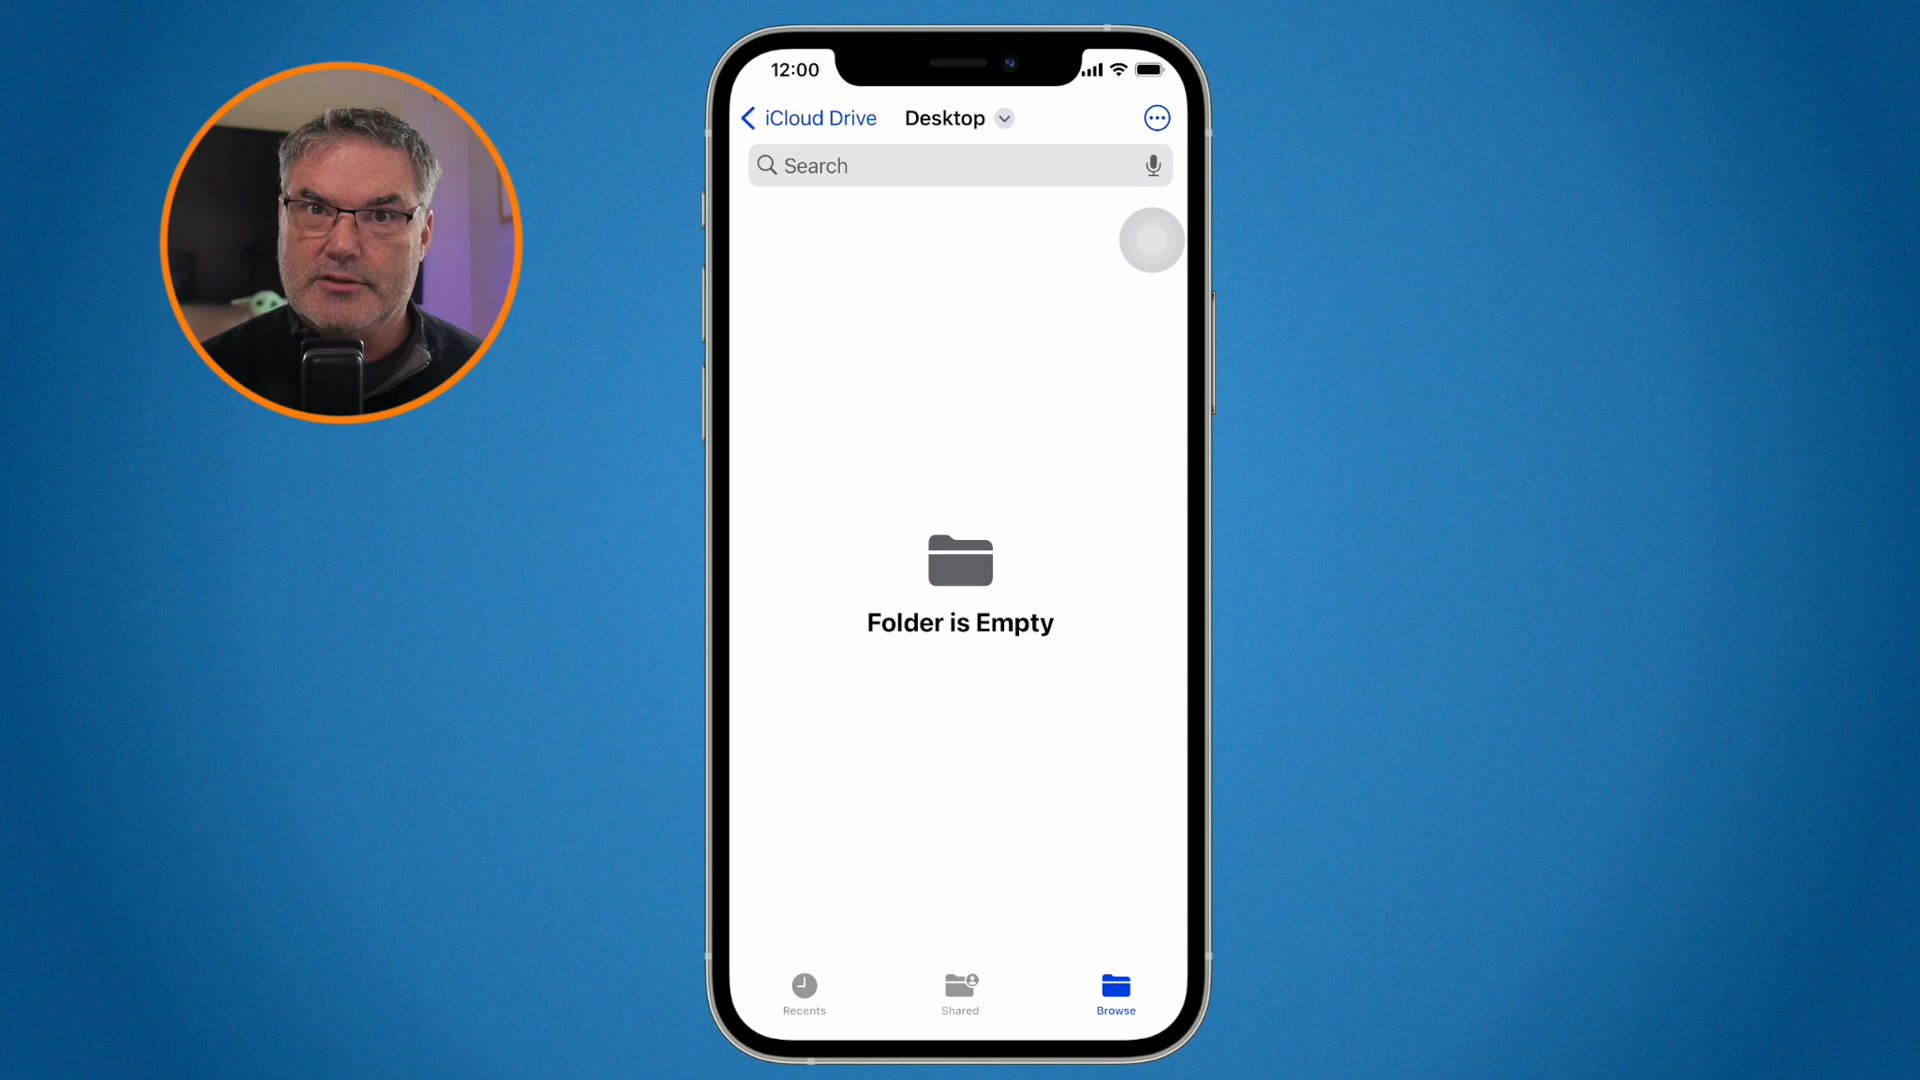 12:00
iCloud Drive
Desktop
Search
Folder is Empty
Recents
Shared
Browse